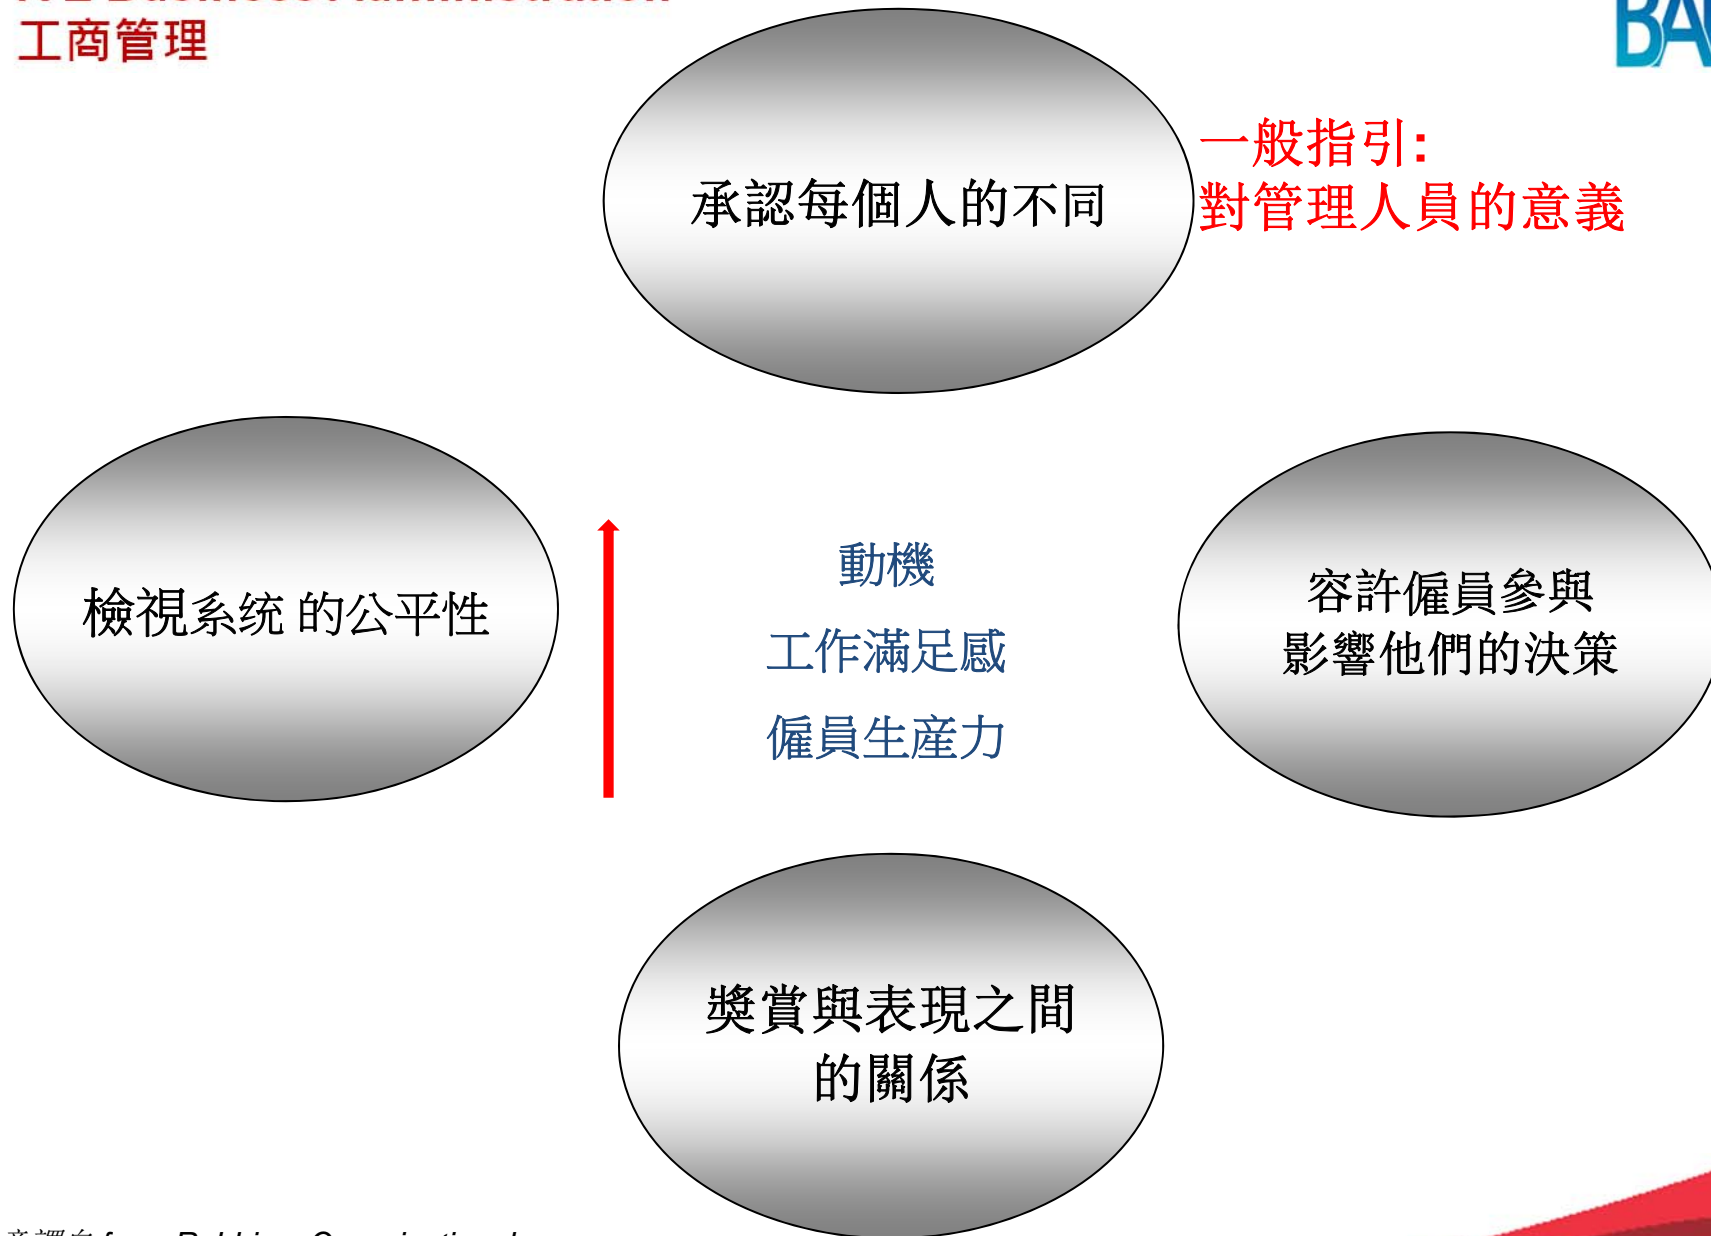 工商管理
BA
一般指引:
對管理人員的意義
承認每個人的不同
檢視系统 的公平性
動機
工作滿足感
僱員生産力
容許僱員參與
影響他們的決策
獎賞與表現之間
的關係